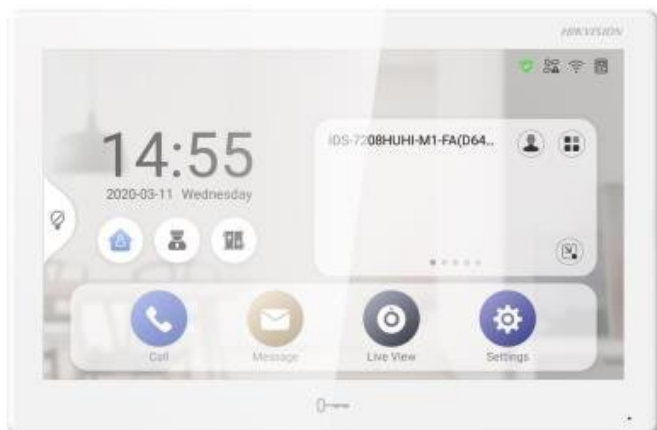 HIKVISION
14:55
2020-03-11 Wednesday
iDS-7208HUHI-M1-FA(D64..
Call
Message
Live View
Settings